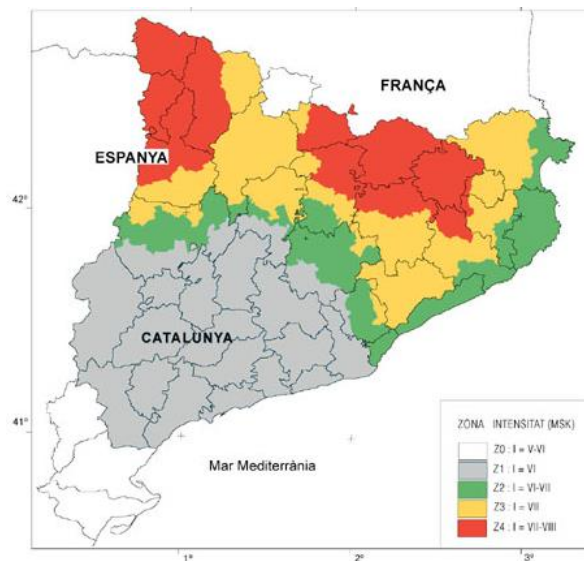 FRANÇA
ESPANYA
42°
CATALUNYA
41°
Mar Mediterrània
1°
2°
3°
ZONA INTENSITAT (MSK)
Z0 : I = V-VI
Z1 : I = VI
Z2 : I = VI-VII
Z3 : I = VII
Z4 : I = VII-VIII